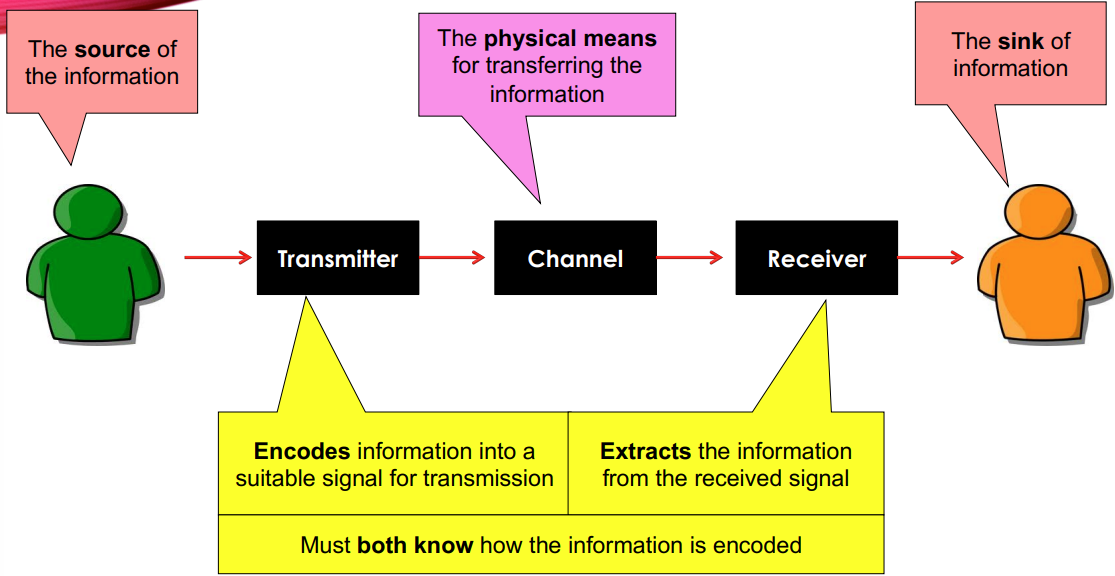 The source of
the information
The physical means
for transferring the
information
The sink of
information
Transmitter
Channel
Receiver
Encodes information into a
suitable signal for transmission
Extracts the information
from the received signal
Must both know how the information is encoded